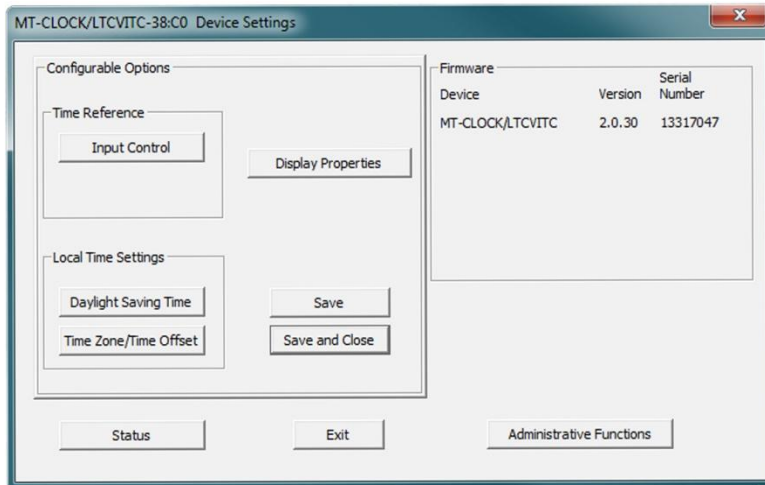 MT-CLOCK/LTCVITC-38:C0 Device Settings
x
Configurable Options
Time Reference
Input Control
Display Properties
Local Time Settings
Daylight Saving Time
Time Zone/Time Offset
Save
Save and Close
Firmware
Device Version Serial Number
MT-CLOCK/LTCVITC 2.0.30 13317047
Status
Exit
Administrative Functions